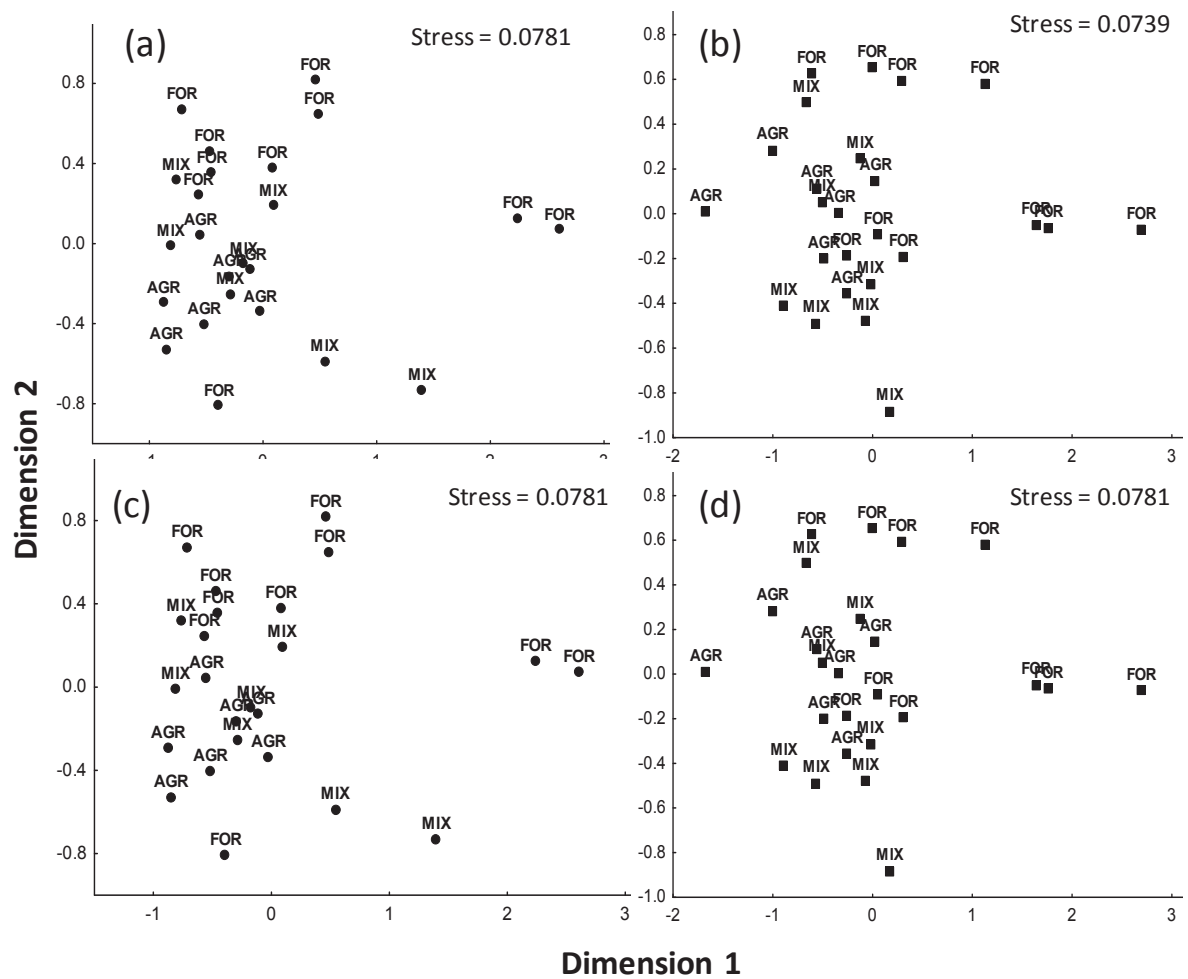 Dimension 2
(a)
Stress = 0.0781
0.8
0.4
0.0
-0.4
-0.8
FOR
FOR
FOR
FOR
FOR
FOR
MIX
FOR
MIX
FOR
FOR
AGR
MIX
MIX
AGR
AGR
MIX
AGR
AGR
AGR
AGR
MIX
MIX
FOR
-1 0 1 2 3
(b)
Stress = 0.0739
0.8
0.6
0.4
0.2
0.0
-0.2
-0.4
-0.6
-0.8
-1.0
FOR
FOR
FOR
FOR
MIX
AGR
MIX
AGR
AGR
MIX
AGR
AGR
FOR
FOR
FOR
FOR
AGR
FOR
FOR
MIX
AGR
MIX
MIX
MIX
MIX
-2 -1 0 1 2 3
(c)
Stress = 0.0781
0.8
0.4
0.0
-0.4
-0.8
FOR
FOR
FOR
FOR
FOR
FOR
MIX
FOR
MIX
FOR
FOR
AGR
MIX
MIX
AGR
AGR
MIX
AGR
AGR
AGR
AGR
MIX
MIX
FOR
-1 0 1 2 3
(d)
Stress = 0.0781
0.8
0.6
0.4
0.2
0.0
-0.2
-0.4
-0.6
-0.8
-1.0
FOR
FOR
FOR
FOR
MIX
AGR
MIX
AGR
AGR
MIX
AGR
AGR
FOR
FOR
FOR
FOR
AGR
FOR
FOR
MIX
AGR
MIX
MIX
MIX
MIX
-2 -1 0 1 2 3
Dimension 1